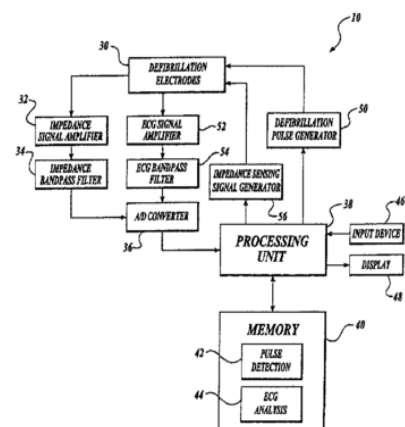 10
30
DEFIBRILLATION
ELECTRODES
32
IMPEDANCE
SIGNAL AMPLIFIER
ECG SIGNAL
AMPLIFIER
52
DEFIBRILLATION
PULSE GENERATOR
50
34
IMPEDANCE
BANDPASS FILTER
ECG BANDPASS
FILTER
54
IMPEDANCE SENSING
SIGNAL GENERATOR
56
A/D CONVERTER
36
38
PROCESSING
UNIT
46
INPUT DEVICE
DISPLAY
48
MEMORY
40
42
PULSE
DETECTION
44
ECG
ANALYSIS